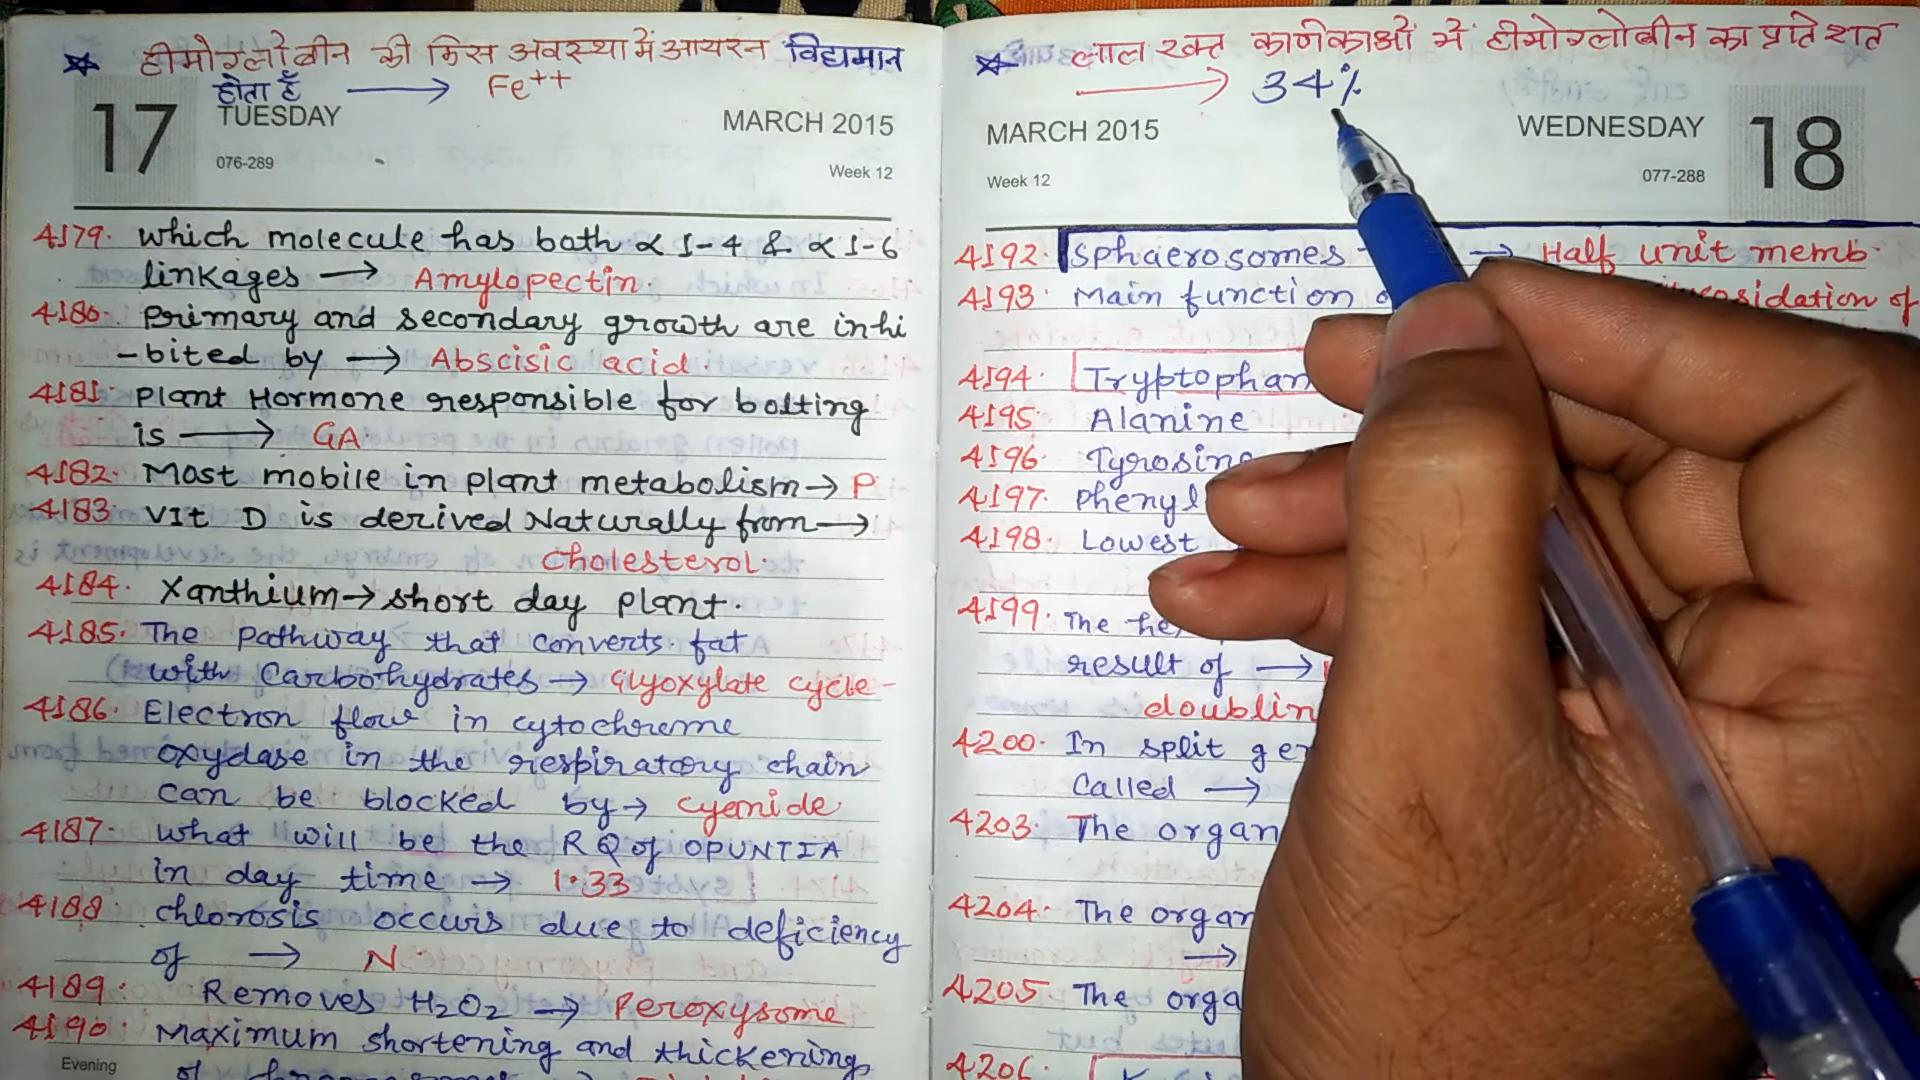 हीमोग्लोबीन की किस अवस्था में आयरन विद्यमान
होता हैं → Fe++
17 TUESDAY MARCH 2015
076-289 Week 12
4179. which molecule has both α 1-4 & α 1-6
linkages → Amylopectin.
4180. Primary and secondary growth are inhi
-bited by → Abscisic acid.
4181. Plant Hormone responsible for bolting
is → GA
4182. Most mobile in plant metabolism → P
4183 VIt D is derived Naturally from →
Cholesterol.
4184. Xanthium → short day plant.
4185. The Pathway that converts fat
with Carbohydrates → Glyoxylate cycle
4186. Electron flow in cytochreme
oxydase in the respiratory chain
can be blocked by → cyanide
4187. what will be the RQ of OPUNTIA
in day time → 1.33
4188. chlorosis occurs due to deficiency
of → N
4189. Removes H2O2 → Peroxysome
4190. Maximum shortening and thickening
of
Evening
लाल रक्त कणिकाओं में हीमोग्लोबीन का प्रतिशत
→ 34%
MARCH 2015 WEDNESDAY 18
Week 12 077-288
4192. Sphaerosomes → Half unit memb.
4193. Main function of
4194. Tryptophan
4195. Alanine
4196. Tyrosine
4197. Phenyl
4198. Lowest
4199. The
result of →
doublin
4200. In split
Called →
4203. The organ
4204. The organ
→
4205. The orga
4206.